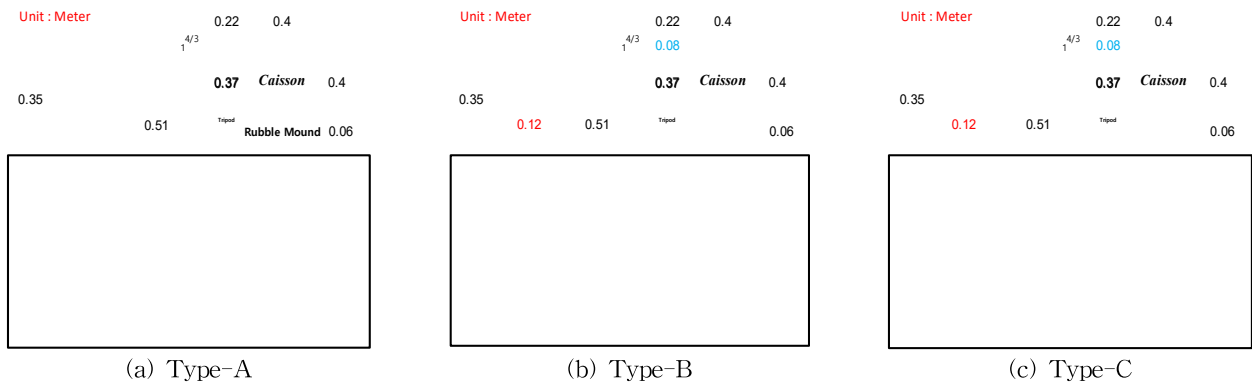 Unit : Meter
0.22 0.4
1 4/3
0.37 Caisson 0.4
0.35
0.51 Tripod Rubble Mound 0.06
(a) Type-A
Unit : Meter
0.22 0.4
1 4/3 0.08
0.37 Caisson 0.4
0.35
0.12 0.51 Tripod 0.06
(b) Type-B
Unit : Meter
0.22 0.4
1 4/3 0.08
0.37 Caisson 0.4
0.35
0.12 0.51 Tripod 0.06
(c) Type-C